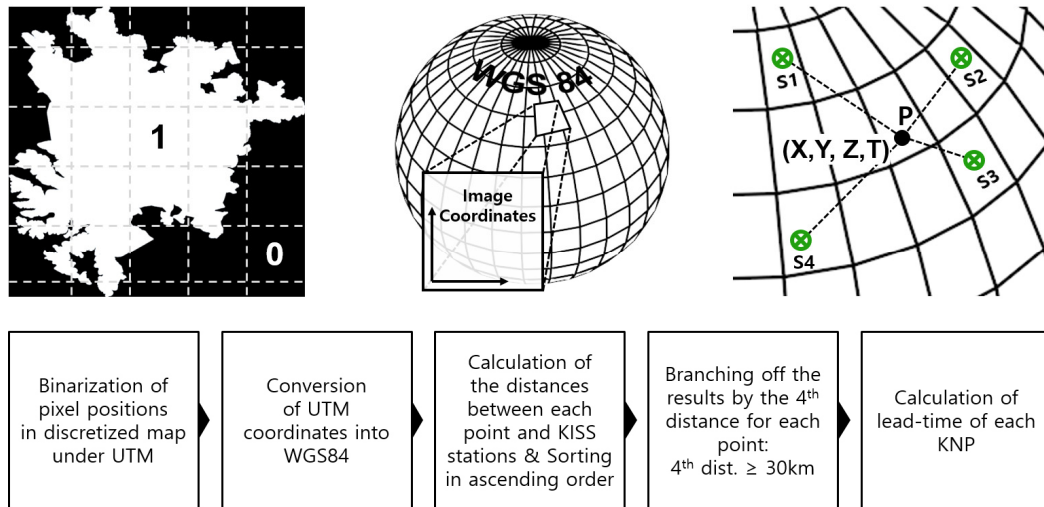 1
0
WGS 84
Image
Coordinates
S1
S2
P
(X,Y, Z,T)
S3
S4
Binarization of
pixel positions
in discretized map
under UTM
Conversion
of UTM
coordinates into
WGS84
Calculation of
the distances
between each
point and KISS
stations & Sorting
in ascending order
Branching off the
results by the 4th
distance for each
point:
4th dist. ≥ 30km
Calculation of
lead-time of each
KNP